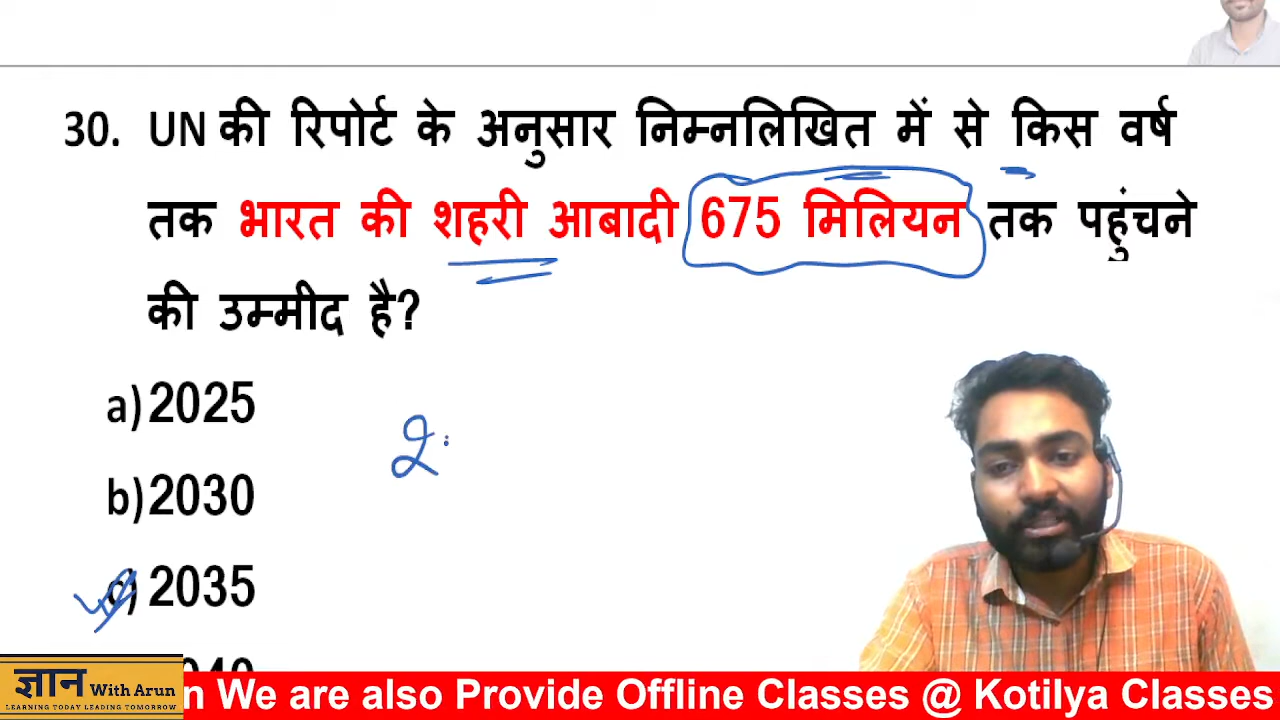 30. UN की रिपोर्ट के अनुसार निम्नलिखित में से किस वर्ष
तक भारत की शहरी आबादी 675 मिलियन तक पहुंचने
की उम्मीद है?
a) 2025
2
b) 2030
c) 2035
ज्ञान With Arun
LEARNING TODAY LEADING TOMORROW
n We are also Provide Offline Classes @ Kotilya Classes